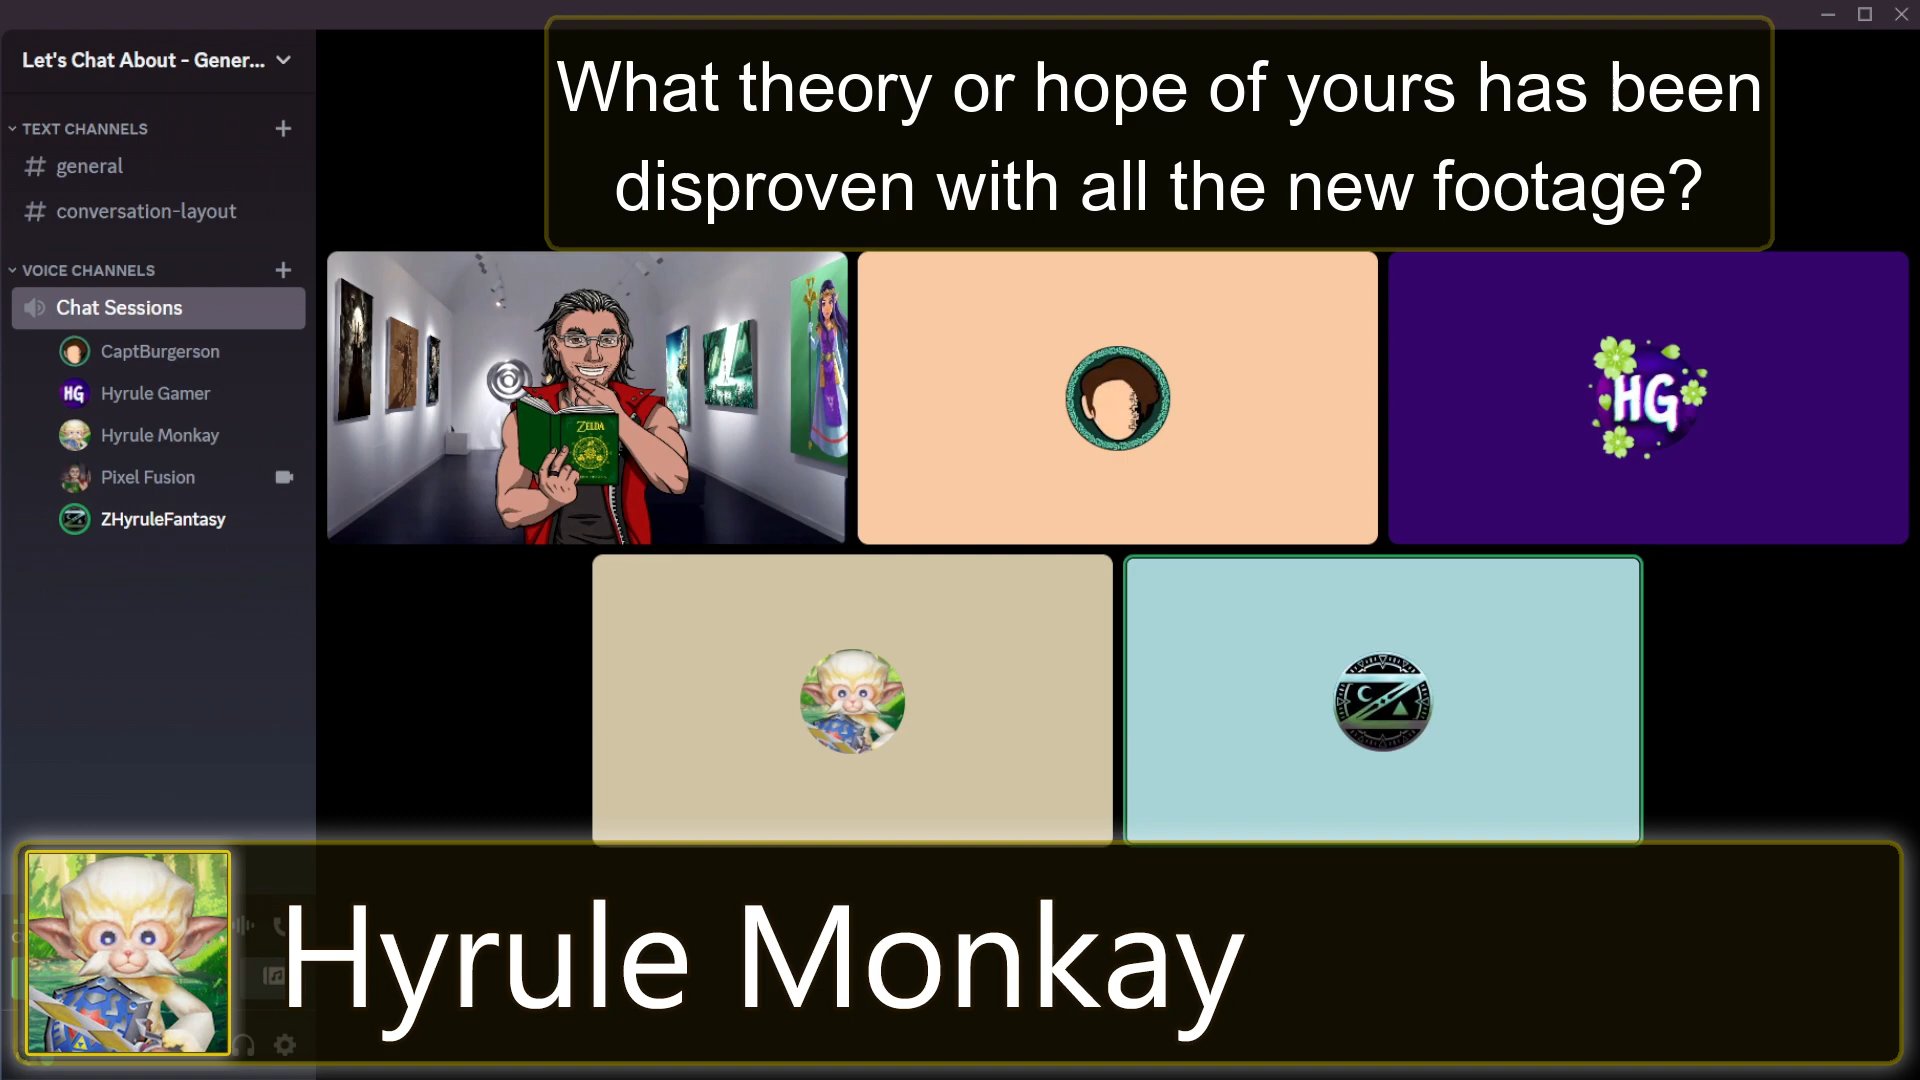 Let's Chat About - Gener...
TEXT CHANNELS
general
conversation-layout
VOICE CHANNELS
Chat Sessions
CaptBurgerson
Hyrule Gamer
Hyrule Monkay
Pixel Fusion
ZHyruleFantasy
What theory or hope of yours has been
disproven with all the new footage?
ZELDA
HG
HG
Hyrule Monkay